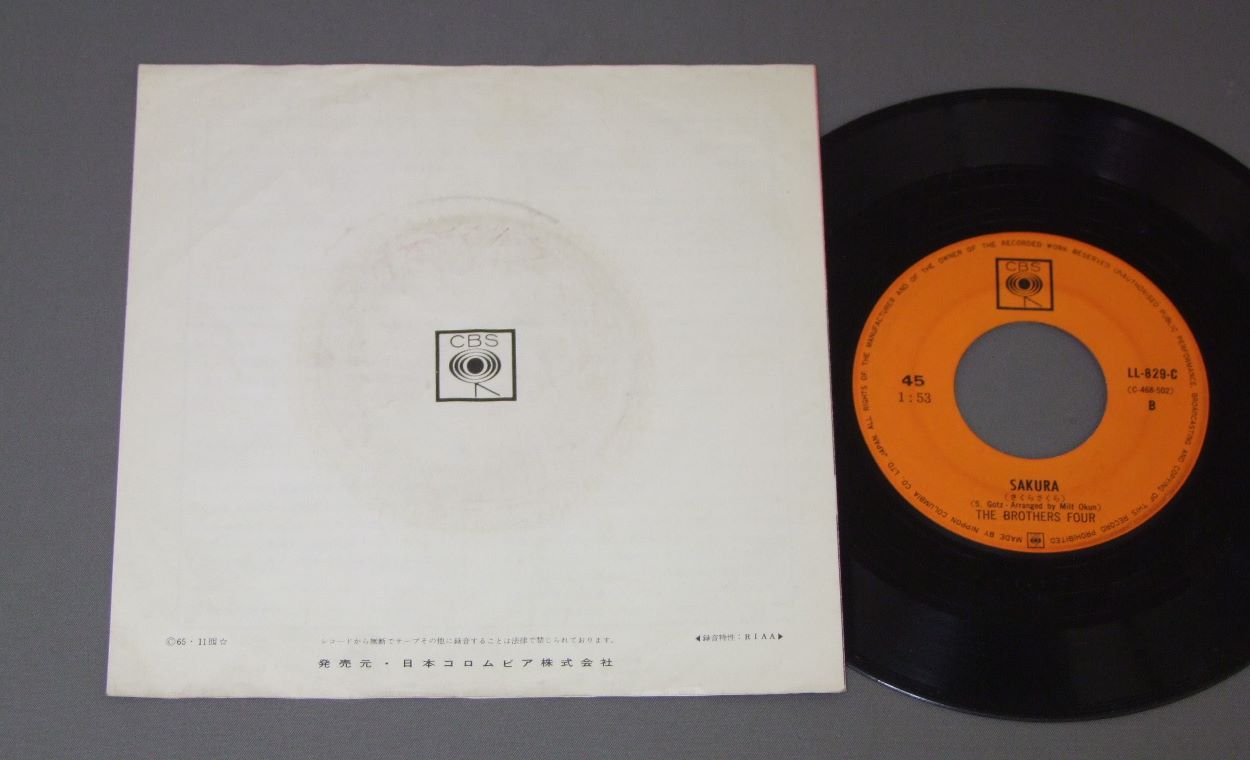 CBS
©65・11
レコードから無断でテープその他に録音することは法律で禁じられております。
◀録音特性：RIAA▶
発売元・日本コロムビア株式会社
CBS
MADE BY NIPPON COLUMBIA CO., LTD. JAPAN ALL RIGHTS OF THE MANUFACTURER AND OF THE OWNER OF THE RECORDED WORK RESERVED UNAUTHORISED PUBLIC PERFORMANCE, BROADCASTING AND COPYING OF THIS RECORD PROHIBITED
45
1:53
LL-829-C
(C-468-502)
B
SAKURA
(さくらさくら)
(S. Gotz - Arranged by Milt Okun)
THE BROTHERS FOUR